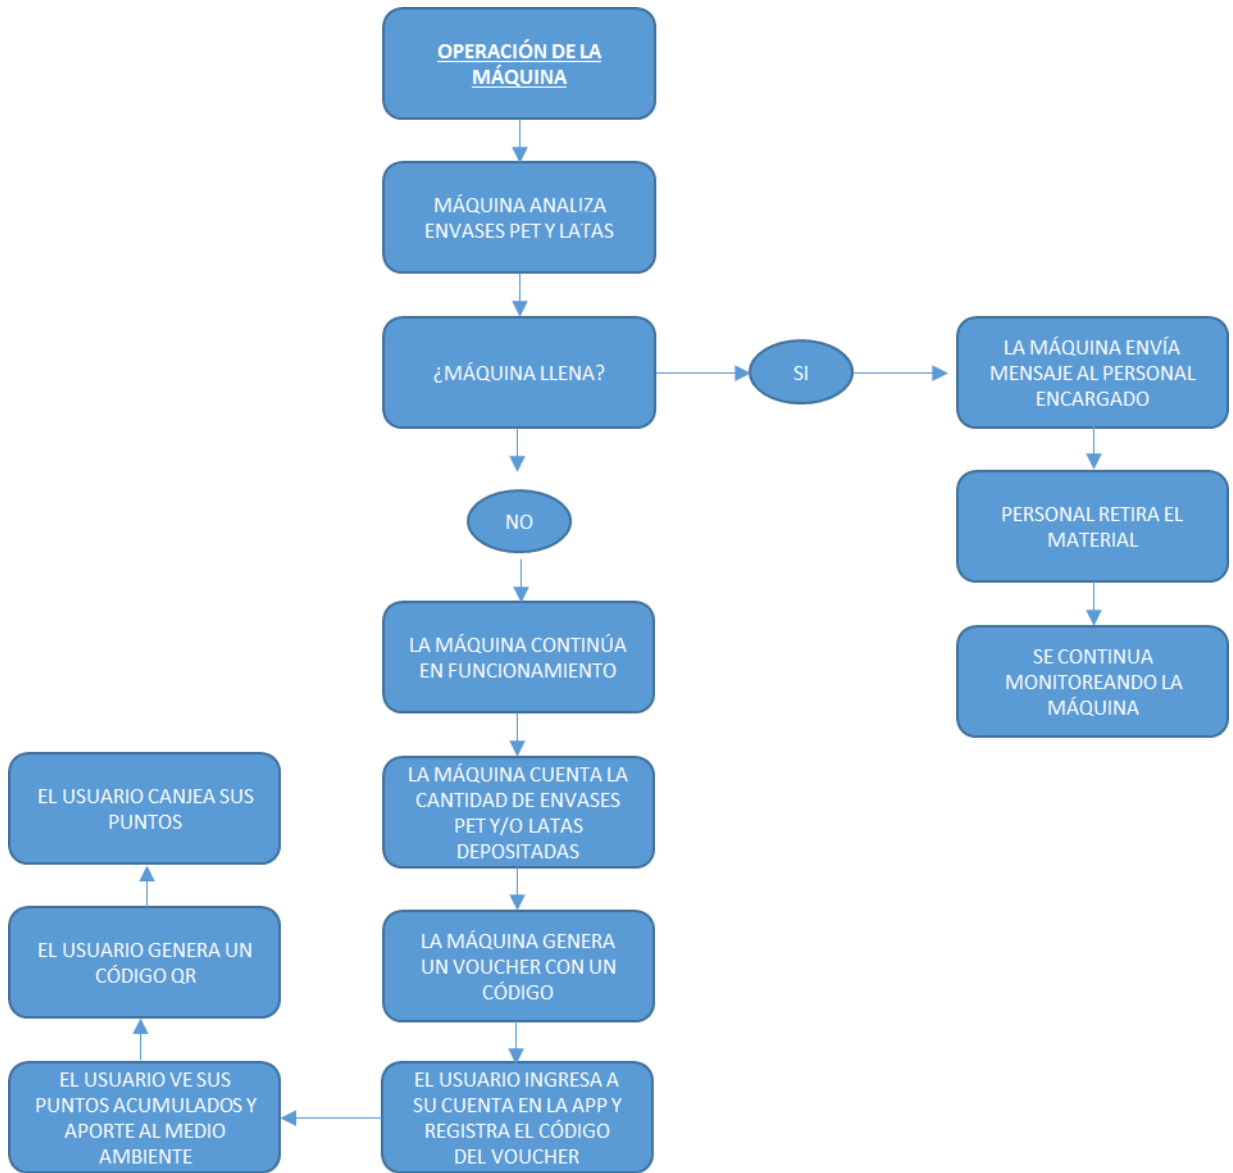 OPERACIÓN DE LA
MÁQUINA
MÁQUINA ANALIZA
ENVASES PET Y LATAS
¿MÁQUINA LLENA?
SI
LA MÁQUINA ENVÍA
MENSAJE AL PERSONAL
ENCARGADO
PERSONAL RETIRA EL
MATERIAL
SE CONTINUA
MONITOREANDO LA
MÁQUINA
NO
LA MÁQUINA CONTINÚA
EN FUNCIONAMIENTO
LA MÁQUINA CUENTA LA
CANTIDAD DE ENVASES
PET Y/O LATAS
DEPOSITADAS
LA MÁQUINA GENERA
UN VOUCHER CON UN
CÓDIGO
EL USUARIO INGRESA A
SU CUENTA EN LA APP Y
REGISTRA EL CÓDIGO
DEL VOUCHER
EL USUARIO VE SUS
PUNTOS ACUMULADOS Y
APORTE AL MEDIO
AMBIENTE
EL USUARIO GENERA UN
CÓDIGO QR
EL USUARIO CANJEA SUS
PUNTOS